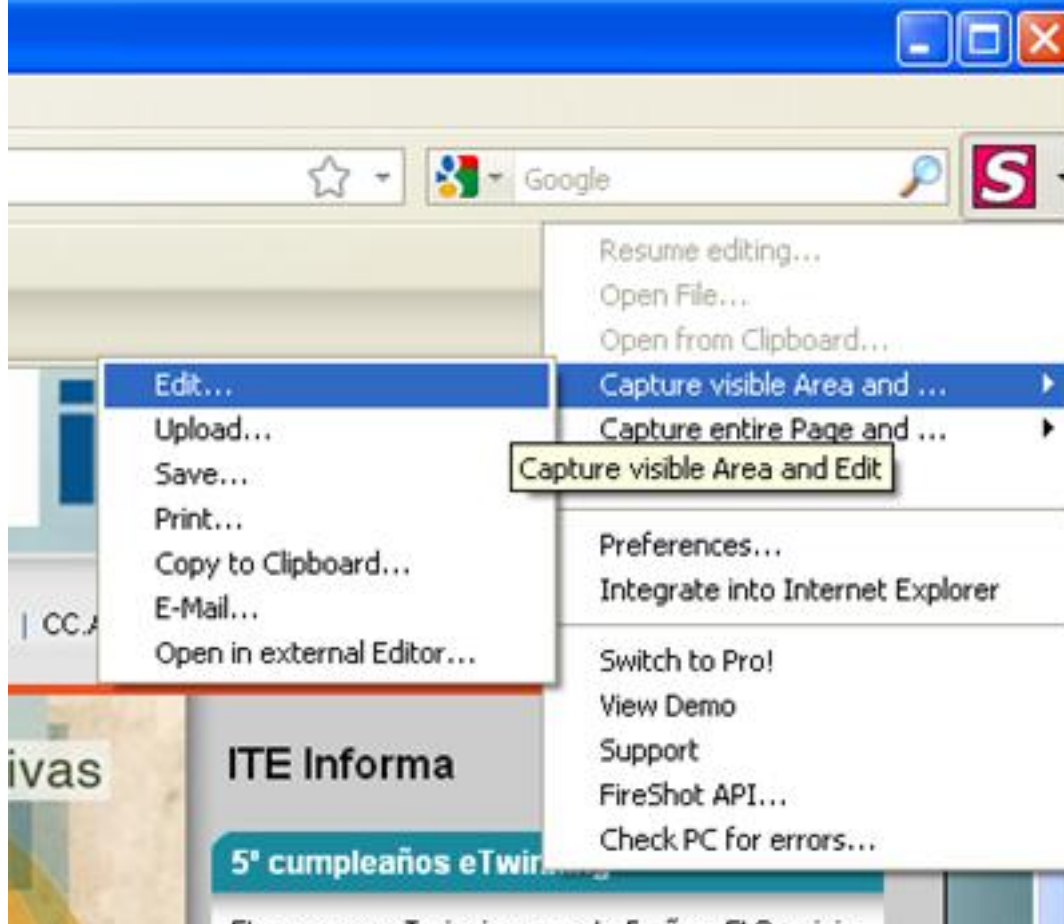 Google
S
Resume editing...
Open File...
Open from Clipboard...
Capture visible Area and ...
Capture entire Page and ...
Capture visible Area and Edit
Preferences...
Integrate into Internet Explorer
Switch to Pro!
View Demo
Support
FireShot API...
Check PC for errors...
Edit...
Upload...
Save...
Print...
Copy to Clipboard...
E-Mail...
Open in external Editor...
| CC.A
ivas
ITE Informa
5º cumpleaños